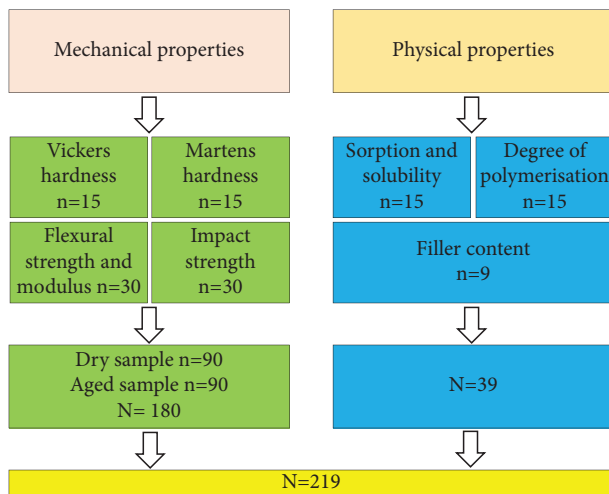 Mechanical properties
Physical properties
Vickers
hardness
n=15
Martens
hardness
n=15
Sorption and
solubility
n=15
Degree of
polymerisation
n=15
Flexural
strength and
modulus n=30
Impact
strength
n=30
Filler content
n=9
Dry sample n=90
Aged sample n=90
N= 180
N=39
N=219